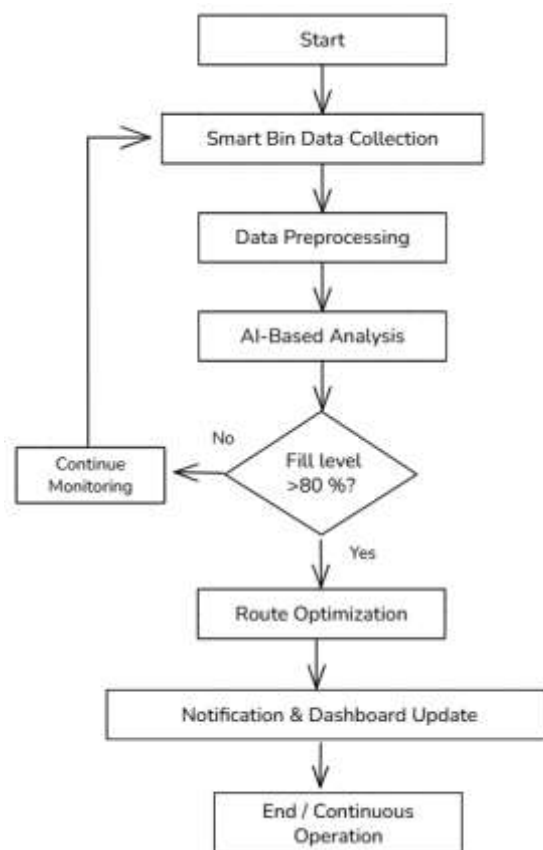 Start
Smart Bin Data Collection
Data Preprocessing
AI-Based Analysis
No
Fill level
>80 %?
Continue
Monitoring
Yes
Route Optimization
Notification & Dashboard Update
End / Continuous
Operation